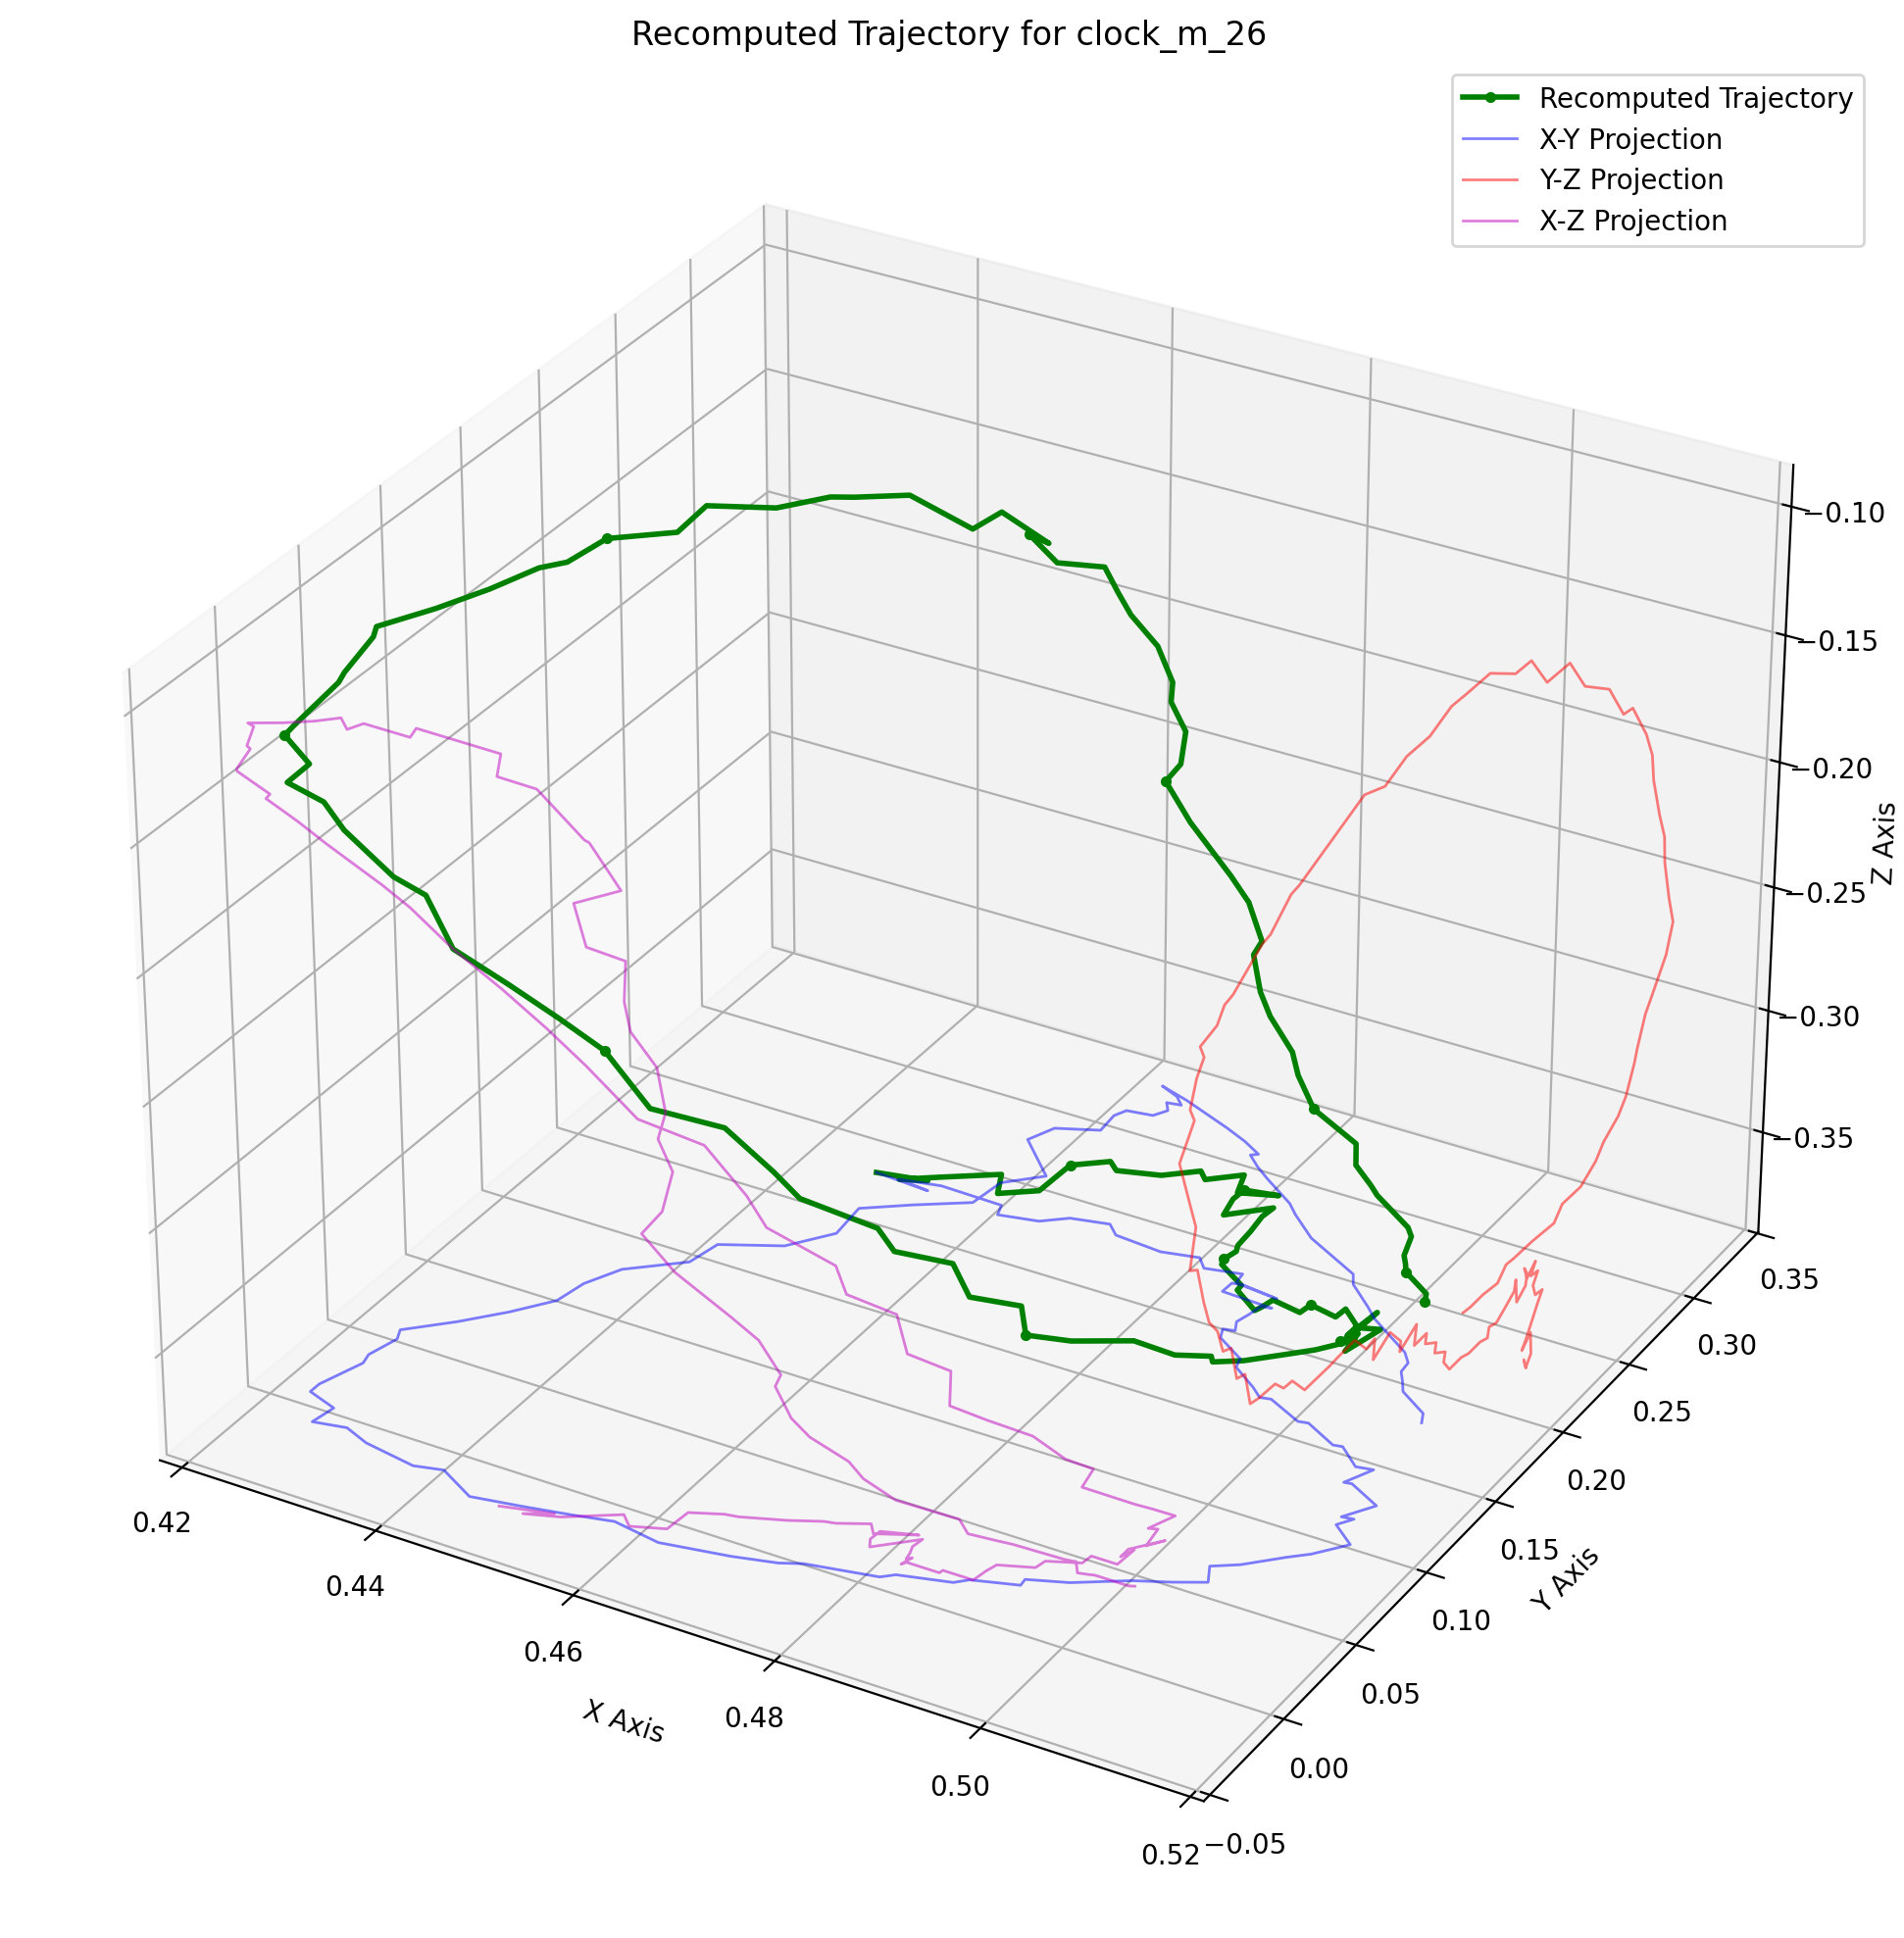 Recomputed Trajectory for clock_m_26
Recomputed Trajectory
X-Y Projection
Y-Z Projection
X-Z Projection
−0.10
−0.15
−0.20
−0.25
−0.30
−0.35
Z Axis
0.35
0.30
0.25
0.20
0.15
0.10
0.05
0.00
−0.05
Y Axis
0.42
0.44
0.46
0.48
0.50
0.52
X Axis